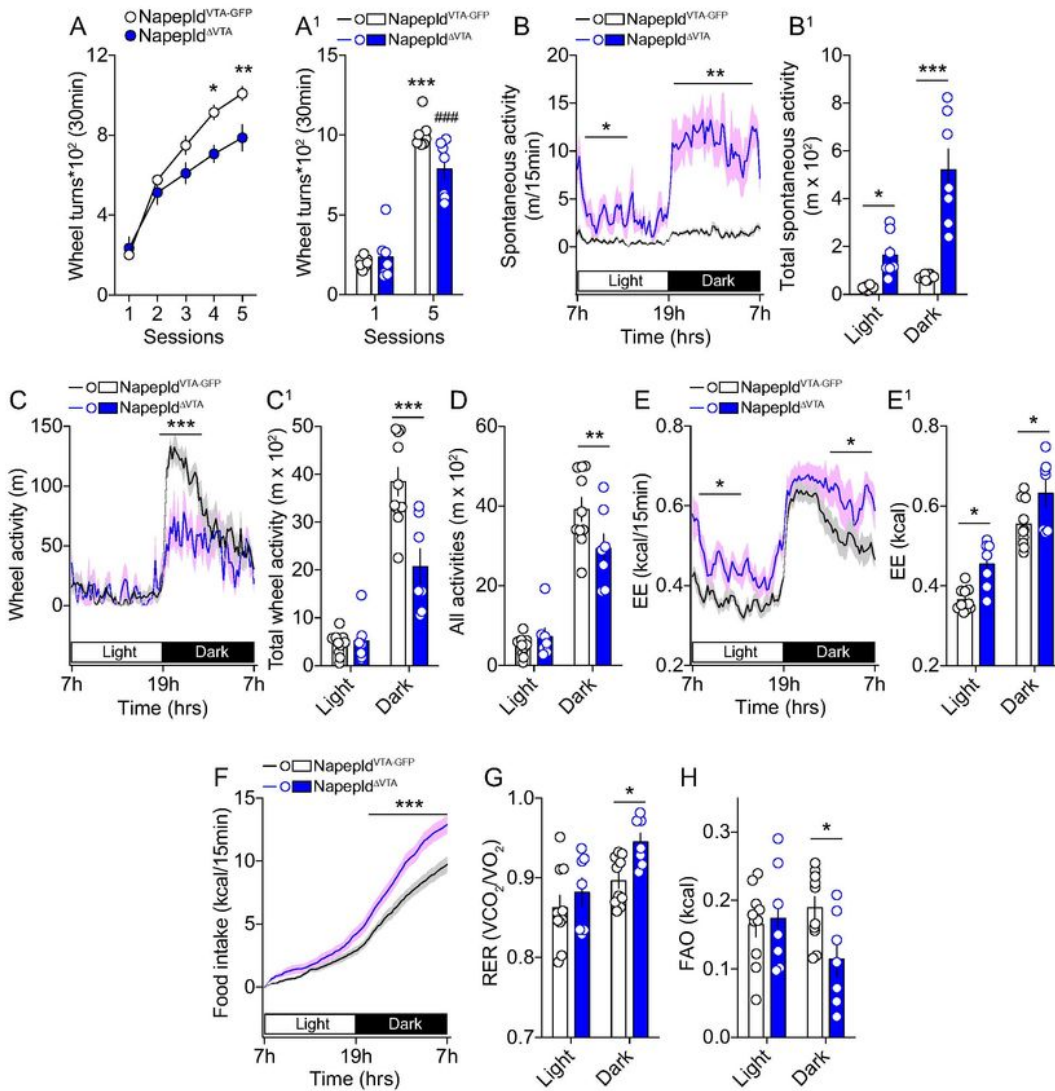 A
NapepldVTA-GFP
NapepldΔVTA
Wheel turns*10² (30min)
12
8
4
0
*
**
1 2 3 4 5
Sessions
A¹
NapepldVTA-GFP
NapepldΔVTA
Wheel turns*10² (30min)
15
10
5
0
***
###
1 5
Sessions
B
NapepldVTA-GFP
NapepldΔVTA
Spontaneous activity
(m/15min)
20
15
10
5
0
*
**
Light Dark
7h 19h 7h
Time (hrs)
B¹
Total spontaneous activity
(m x 10²)
10
8
6
4
2
0
*
***
Light Dark
C
NapepldVTA-GFP
NapepldΔVTA
Wheel activity (m)
150
100
50
0
***
Light Dark
7h 19h 7h
Time (hrs)
C¹
Total wheel activity (m x 10²)
50
40
30
20
10
0
***
Light Dark
D
All activities (m x 10²)
60
40
20
0
**
Light Dark
E
NapepldVTA-GFP
NapepldΔVTA
EE (kcal/15min)
0.8
0.6
0.4
0.2
*
*
Light Dark
7h 19h 7h
Time (hrs)
E¹
EE (kcal)
0.8
0.6
0.4
0.2
*
*
Light Dark
F
NapepldVTA-GFP
NapepldΔVTA
Food intake (kcal/15min)
15
10
5
0
***
Light Dark
7h 19h 7h
Time (hrs)
G
RER (VCO₂/VO₂)
1.0
0.9
0.8
0.7
*
Light Dark
H
FAO (kcal)
0.3
0.2
0.1
0.0
*
Light Dark